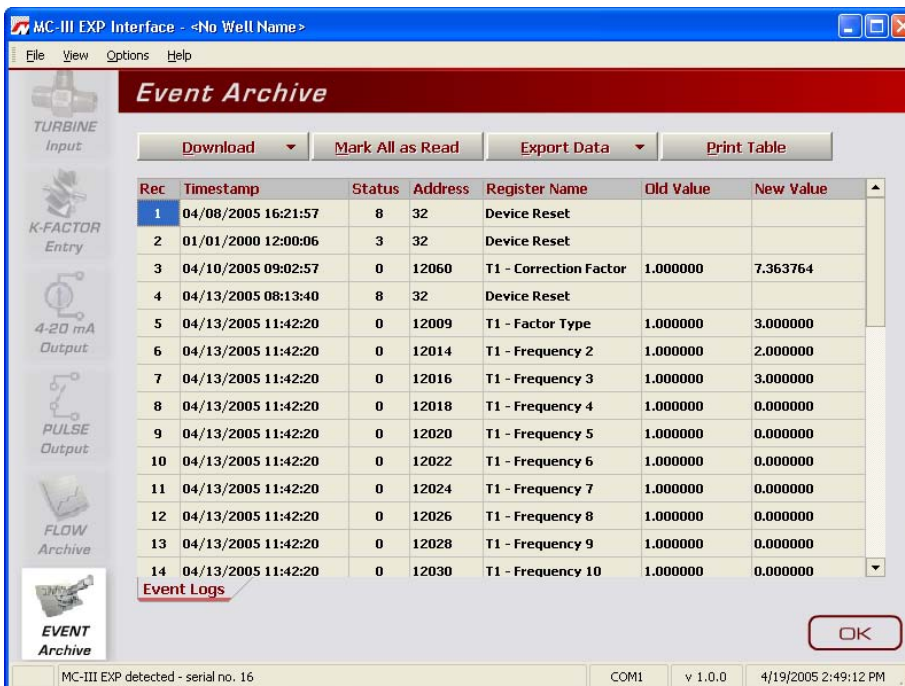 MC-III EXP Interface - <No Well Name>
File View Options Help
Event Archive
TURBINE
Input
K-FACTOR
Entry
4-20 mA
Output
PULSE
Output
FLOW
Archive
EVENT
Archive
Download Mark All as Read Export Data Print Table
Rec Timestamp Status Address Register Name Old Value New Value
1 04/08/2005 16:21:57 8 32 Device Reset
2 01/01/2000 12:00:06 3 32 Device Reset
3 04/10/2005 09:02:57 0 12060 T1 - Correction Factor 1.000000 7.363764
4 04/13/2005 08:13:40 8 32 Device Reset
5 04/13/2005 11:42:20 0 12009 T1 - Factor Type 1.000000 3.000000
6 04/13/2005 11:42:20 0 12014 T1 - Frequency 2 1.000000 2.000000
7 04/13/2005 11:42:20 0 12016 T1 - Frequency 3 1.000000 3.000000
8 04/13/2005 11:42:20 0 12018 T1 - Frequency 4 1.000000 0.000000
9 04/13/2005 11:42:20 0 12020 T1 - Frequency 5 1.000000 0.000000
10 04/13/2005 11:42:20 0 12022 T1 - Frequency 6 1.000000 0.000000
11 04/13/2005 11:42:20 0 12024 T1 - Frequency 7 1.000000 0.000000
12 04/13/2005 11:42:20 0 12026 T1 - Frequency 8 1.000000 0.000000
13 04/13/2005 11:42:20 0 12028 T1 - Frequency 9 1.000000 0.000000
14 04/13/2005 11:42:20 0 12030 T1 - Frequency 10 1.000000 0.000000
Event Logs
OK
MC-III EXP detected - serial no. 16 COM1 v 1.0.0 4/19/2005 2:49:12 PM